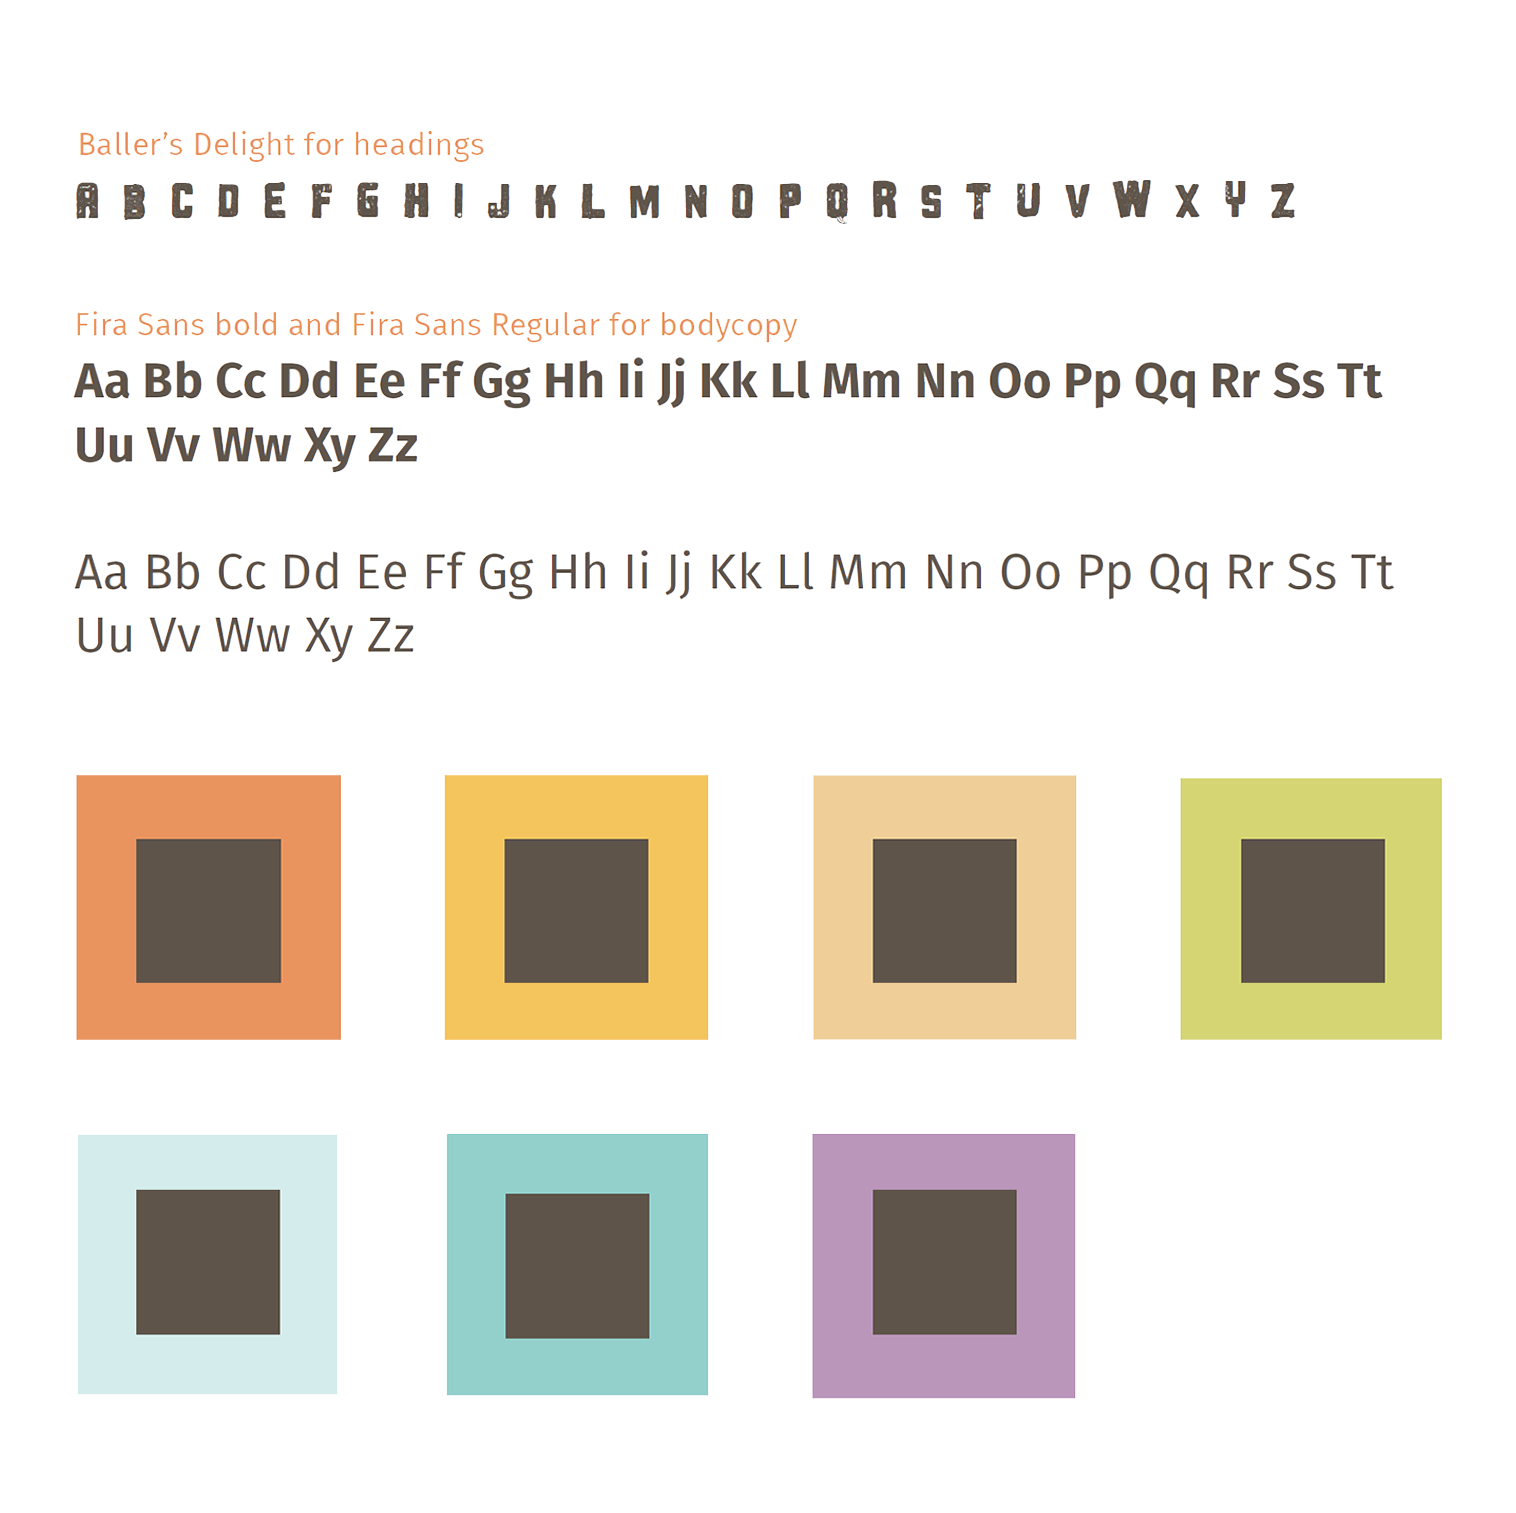 Baller’s Delight for headings
A B C D E F G H I J K L M N O P Q R S T U V W X Y Z
Fira Sans bold and Fira Sans Regular for bodycopy
Aa Bb Cc Dd Ee Ff Gg Hh Ii Jj Kk Ll Mm Nn Oo Pp Qq Rr Ss Tt
Uu Vv Ww Xy Zz
Aa Bb Cc Dd Ee Ff Gg Hh Ii Jj Kk Ll Mm Nn Oo Pp Qq Rr Ss Tt
Uu Vv Ww Xy Zz